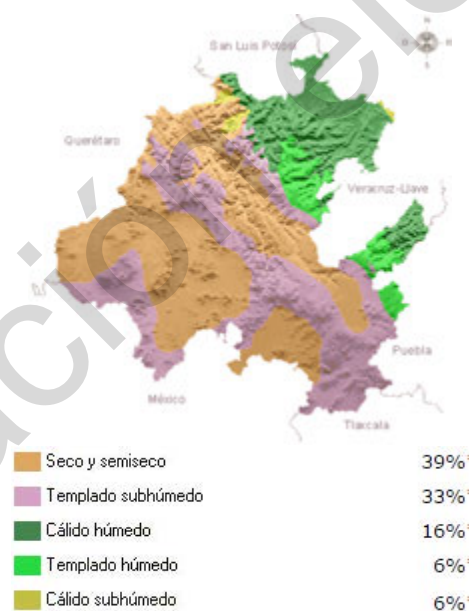 N
San Luis Potosí
O E
S
Querétaro
Veracruz-Llave
Puebla
México
Tlaxcala
Seco y semiseco 39%*
Templado subhúmedo 33%*
Cálido húmedo 16%*
Templado húmedo 6%*
Cálido subhúmedo 6%*